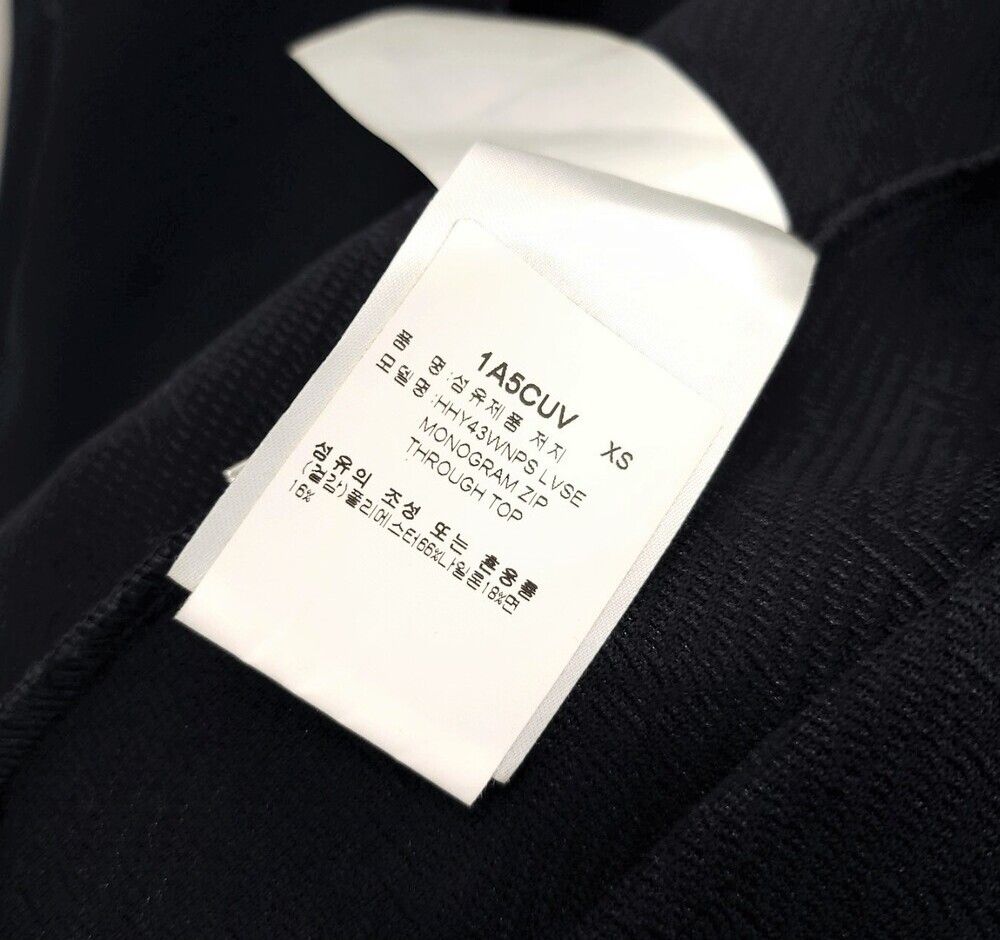 1A5CUV XS
품 명:섬유제품 저지
모델명:HHY43WNPS LVSE
MONOGRAM ZIP
THROUGH TOP
섬유의 조성 또는 혼용률
(겉감)폴리에스터66%나일론18%면
16%